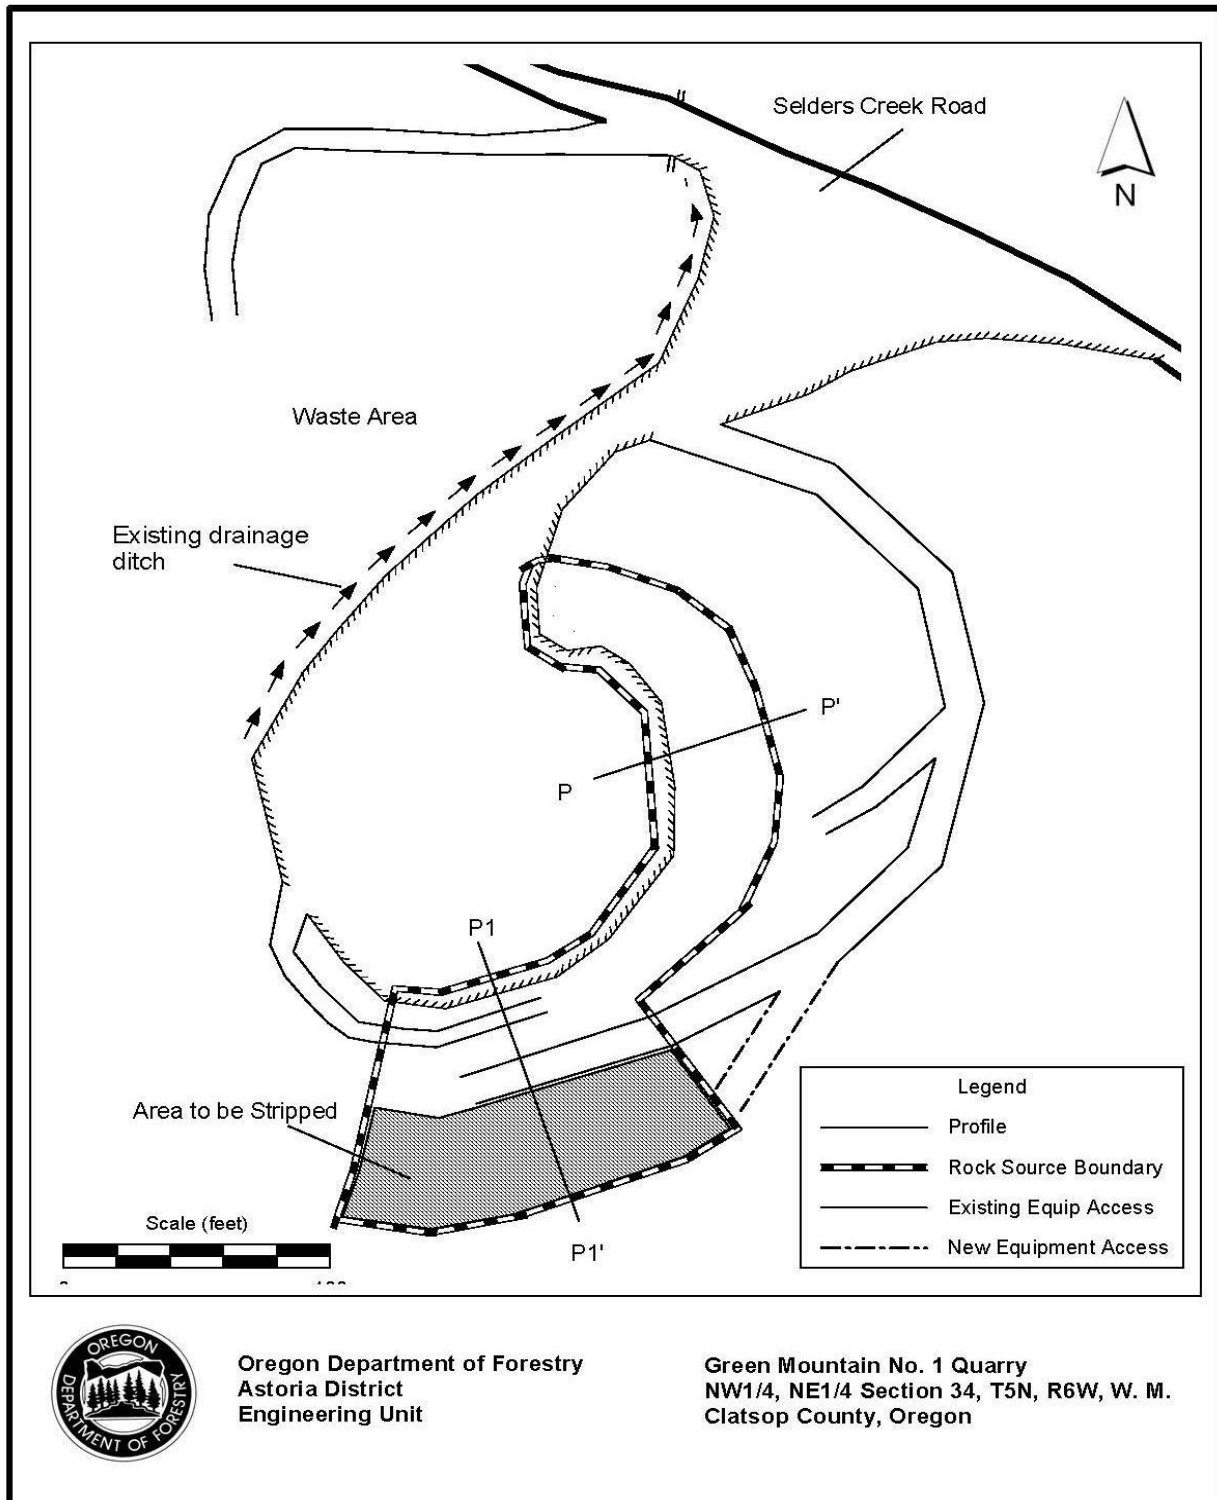 Selders Creek Road
N
Waste Area
Existing drainage
ditch
P'
P
P1
Area to be Stripped
P1'
Scale (feet)
Legend
Profile
Rock Source Boundary
Existing Equip Access
New Equipment Access
OREGON
DEPARTMENT OF FORESTRY
Oregon Department of Forestry
Astoria District
Engineering Unit
Green Mountain No. 1 Quarry
NW1/4, NE1/4 Section 34, T5N, R6W, W. M.
Clatsop County, Oregon